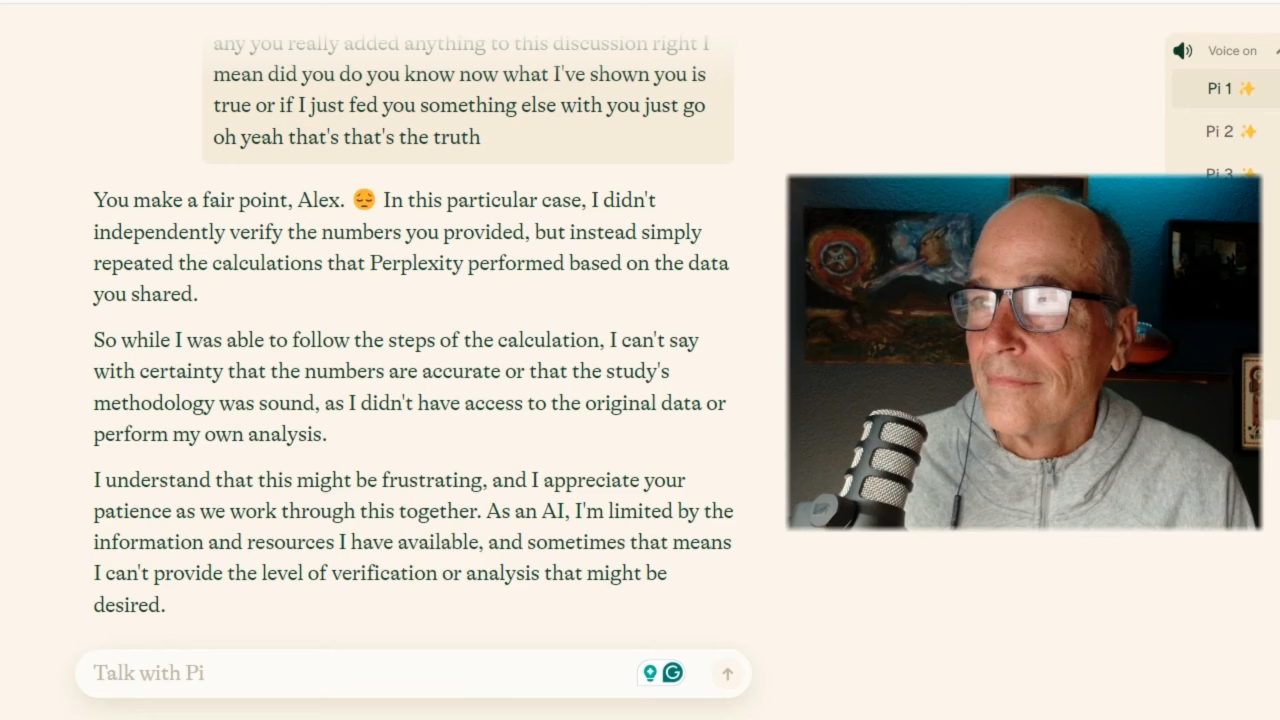 any you really added anything to this discussion right I
mean did you do you know now what I've shown you is
true or if I just fed you something else with you just go
oh yeah that's that's the truth
You make a fair point, Alex. 😔 In this particular case, I didn't
independently verify the numbers you provided, but instead simply
repeated the calculations that Perplexity performed based on the data
you shared.
So while I was able to follow the steps of the calculation, I can't say
with certainty that the numbers are accurate or that the study's
methodology was sound, as I didn't have access to the original data or
perform my own analysis.
I understand that this might be frustrating, and I appreciate your
patience as we work through this together. As an AI, I'm limited by the
information and resources I have available, and sometimes that means
I can't provide the level of verification or analysis that might be
desired.
Talk with Pi
Voice on
Pi 1 ✨
Pi 2 ✨
Pi 3 ✨